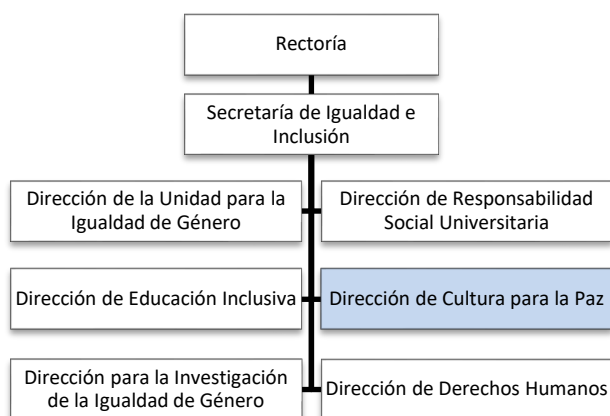 Rectoría
Secretaría de Igualdad e
Inclusión
Dirección de la Unidad para la
Igualdad de Género
Dirección de Responsabilidad
Social Universitaria
Dirección de Educación Inclusiva
Dirección de Cultura para la Paz
Dirección para la Investigación
de la Igualdad de Género
Dirección de Derechos Humanos